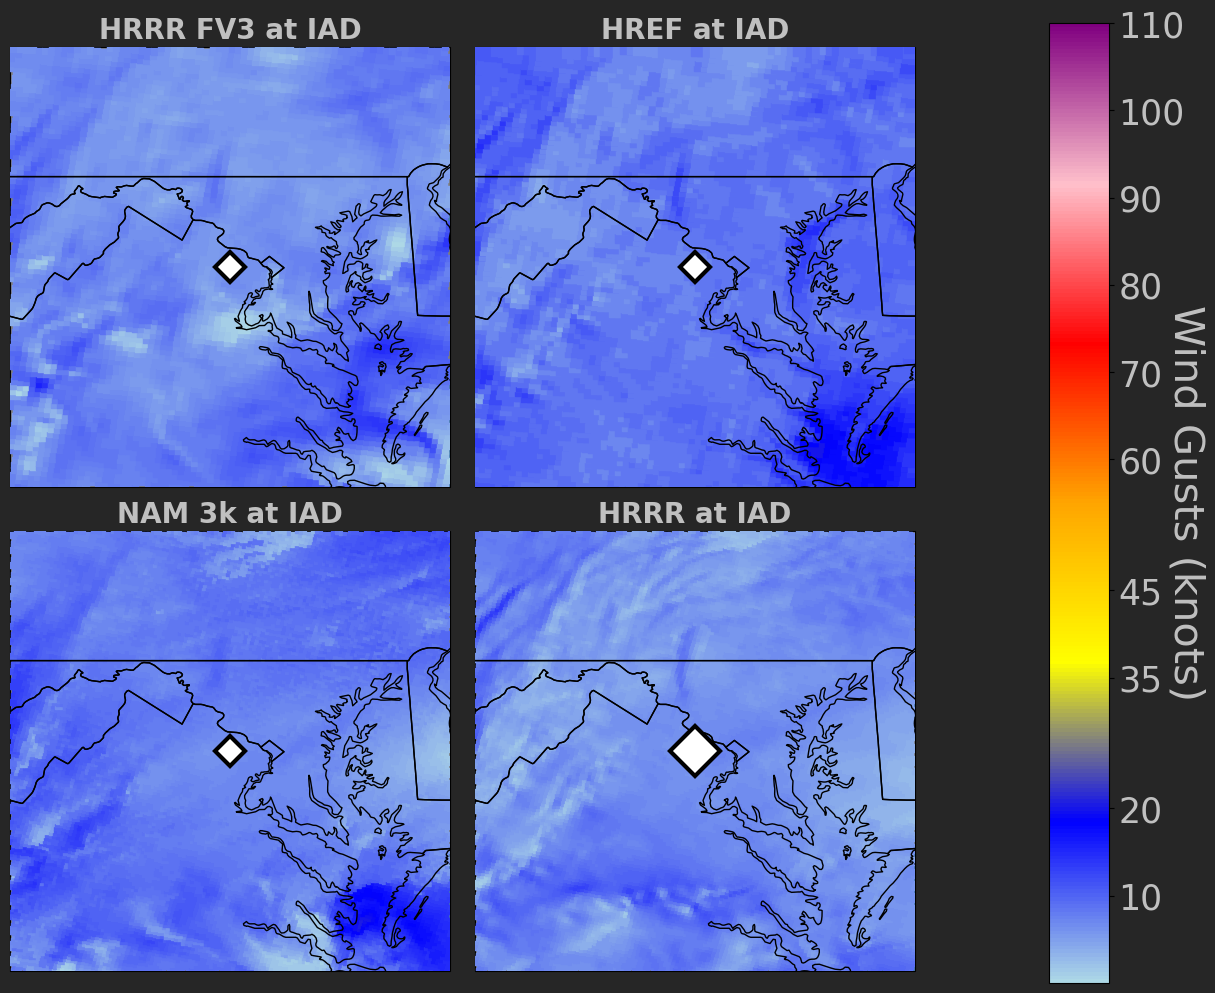 HRRR FV3 at IAD
HREF at IAD
NAM 3k at IAD
HRRR at IAD
110
100
90
80
70
60
45
35
20
10
Wind Gusts (knots)